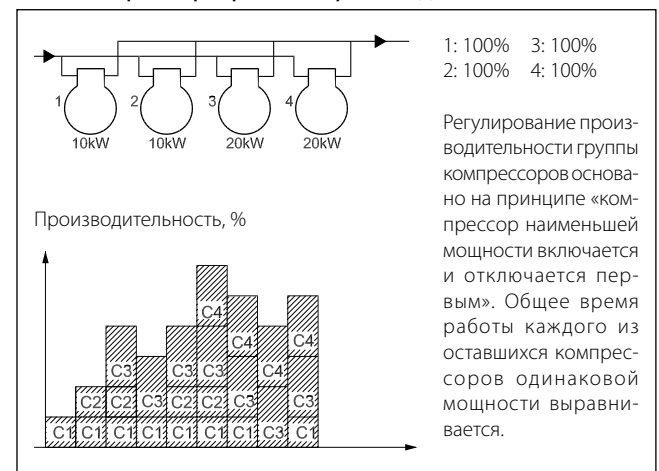 1 2 3 4
10kW 10kW 20kW 20kW
1: 100% 3: 100%
2: 100% 4: 100%
Регулирование произ-
водительности группы
компрессоров основа-
но на принципе «ком-
прессор наименьшей
мощности включается
и отключается пер-
вым». Общее время
работы каждого из
оставшихся компрес-
соров одинаковой
мощности выравни-
вается.
Производительность, %
C4
C4 C4
C3 C3 C3 C4
C2 C2 C3 C2 C2 C3 C3
C1 C1 C1 C1 C1 C1 C1 C3 C1